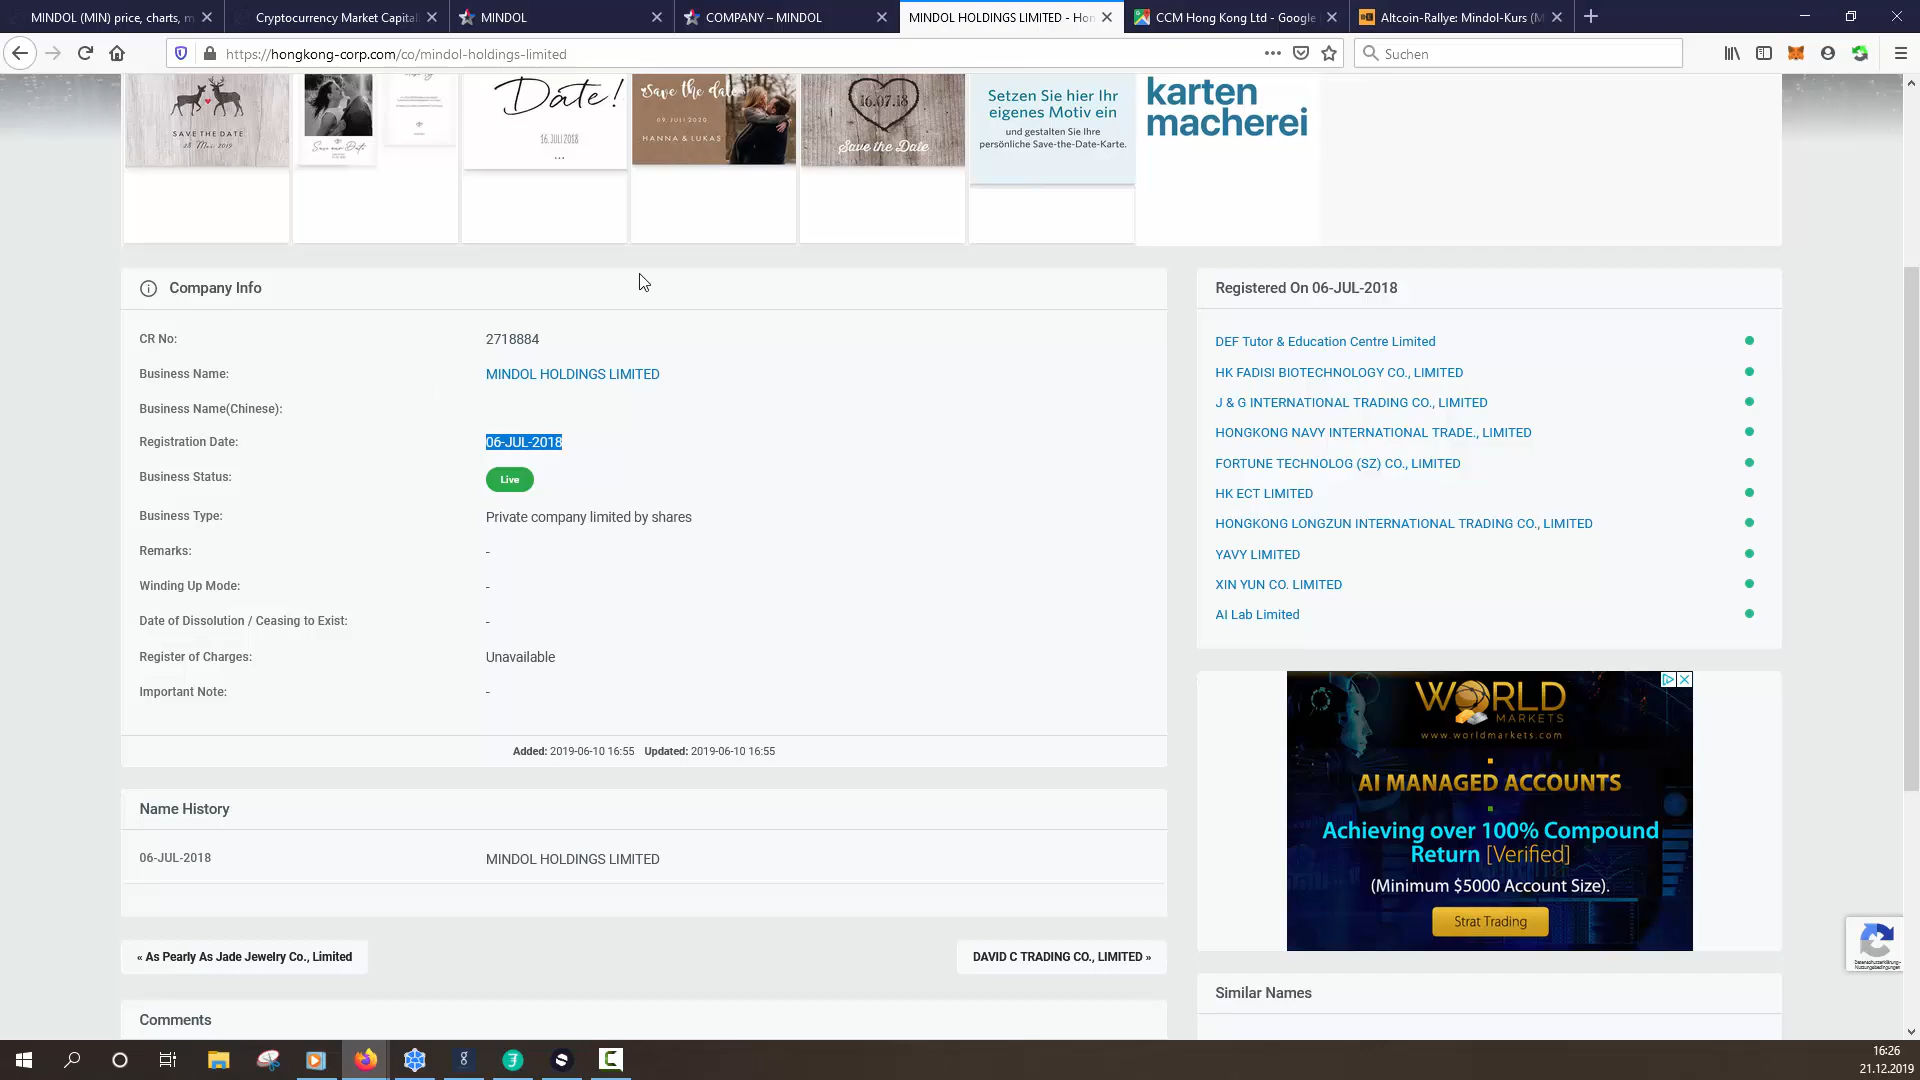 MINDOL (MIN) price, charts, m
Cryptocurrency Market Capital
MINDOL
COMPANY – MINDOL
MINDOL HOLDINGS LIMITED - Hon
CCM Hong Kong Ltd - Google
Altcoin-Rallye: Mindol-Kurs (M
https://hongkong-corp.com/co/mindol-holdings-limited
Suchen
SAVE THE DATE
28 Mai. 2019
Save our Date
Date!
16. JULI 2018
...
Save the date
09. JULI 2020
HANNA & LUKAS
16.07.18
Save the Date
Setzen Sie hier Ihr
eigenes Motiv ein
und gestalten Sie Ihre
persönliche Save-the-Date-Karte.
karten
macherei
Company Info
CR No: 2718884
Business Name: MINDOL HOLDINGS LIMITED
Business Name(Chinese):
Registration Date: 06-JUL-2018
Business Status: Live
Business Type: Private company limited by shares
Remarks: -
Winding Up Mode: -
Date of Dissolution / Ceasing to Exist: -
Register of Charges: Unavailable
Important Note: -
Added: 2019-06-10 16:55 Updated: 2019-06-10 16:55
Name History
06-JUL-2018 MINDOL HOLDINGS LIMITED
« As Pearly As Jade Jewelry Co., Limited
DAVID C TRADING CO., LIMITED »
Comments
Registered On 06-JUL-2018
DEF Tutor & Education Centre Limited
HK FADISI BIOTECHNOLOGY CO., LIMITED
J & G INTERNATIONAL TRADING CO., LIMITED
HONGKONG NAVY INTERNATIONAL TRADE., LIMITED
FORTUNE TECHNOLOG (SZ) CO., LIMITED
HK ECT LIMITED
HONGKONG LONGZUN INTERNATIONAL TRADING CO., LIMITED
YAVY LIMITED
XIN YUN CO. LIMITED
AI Lab Limited
WORLD
MARKETS
www.worldmarkets.com
AI MANAGED ACCOUNTS
Achieving over 100% Compound
Return [Verified]
(Minimum $5000 Account Size).
Strat Trading
Similar Names
Datenschutzerklärung -
Nutzungsbedingungen
16:26
21.12.2019